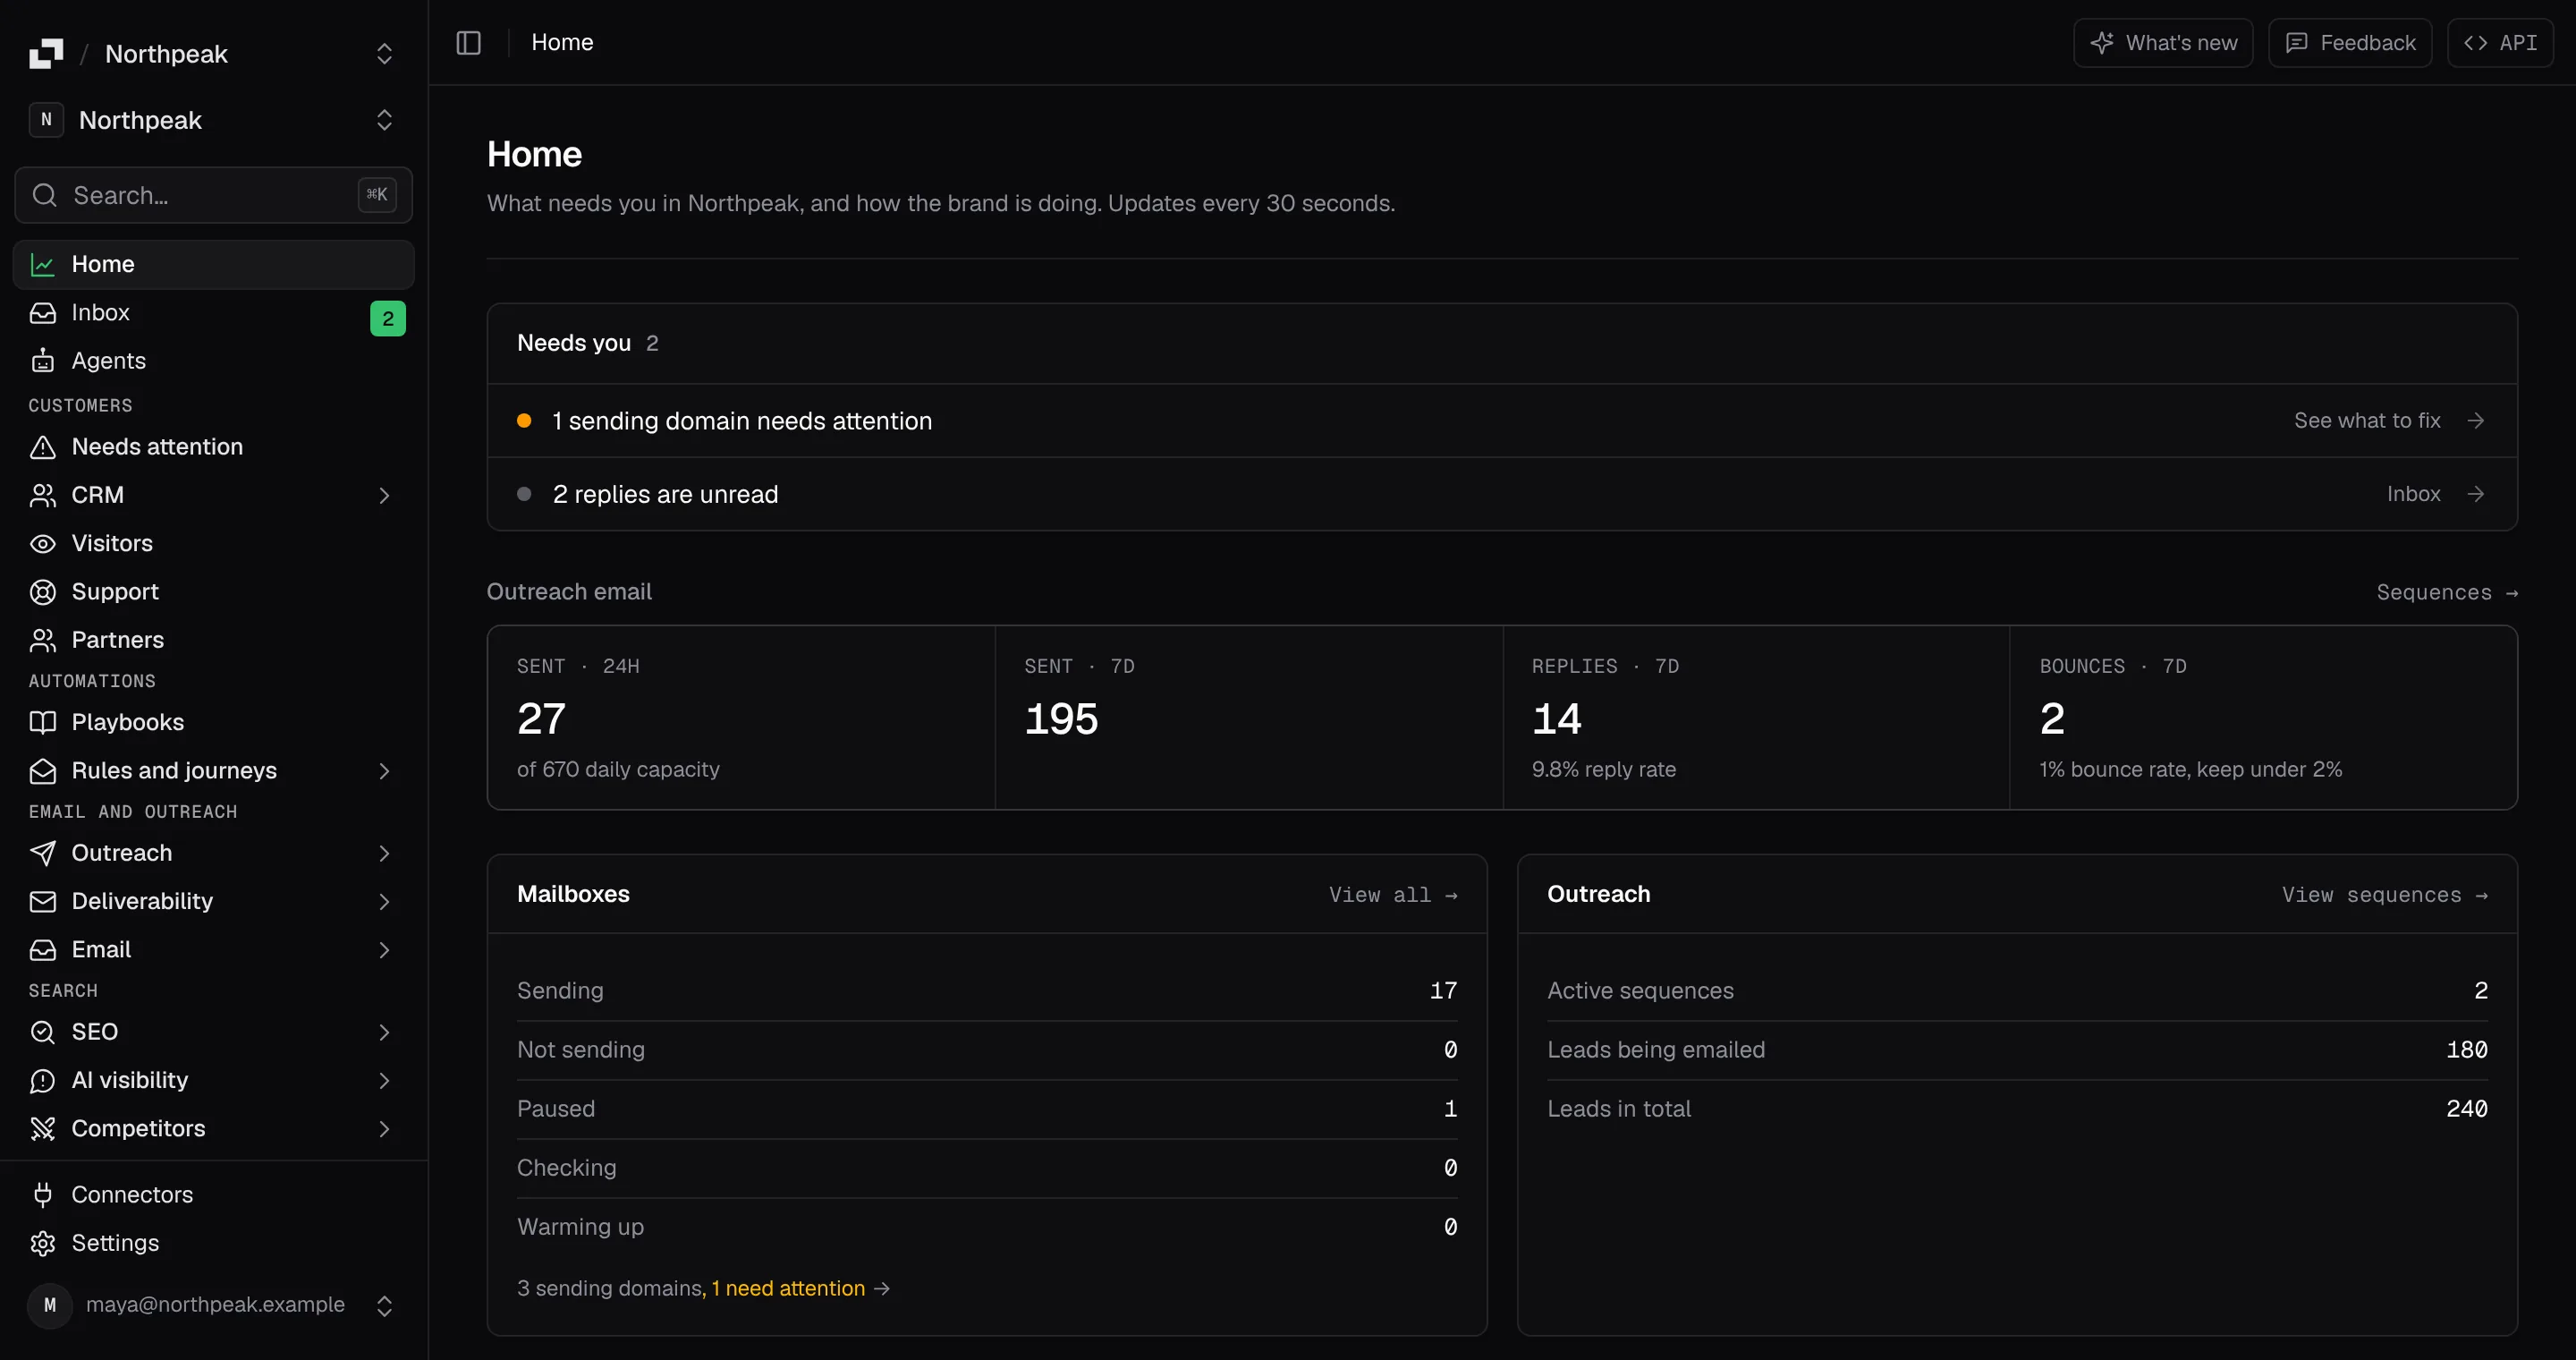 / Northpeak
N Northpeak
Search... ⌘K
Home
Inbox 2
Agents
CUSTOMERS
Needs attention
CRM
Visitors
Support
Partners
AUTOMATIONS
Playbooks
Rules and journeys
EMAIL AND OUTREACH
Outreach
Deliverability
Email
SEARCH
SEO
AI visibility
Competitors
Connectors
Settings
M maya@northpeak.example
Home
What's new
Feedback
API
Home
What needs you in Northpeak, and how the brand is doing. Updates every 30 seconds.
Needs you 2
1 sending domain needs attention See what to fix →
2 replies are unread Inbox →
Outreach email Sequences →
SENT · 24H
27
of 670 daily capacity
SENT · 7D
195
REPLIES · 7D
14
9.8% reply rate
BOUNCES · 7D
2
1% bounce rate, keep under 2%
Mailboxes View all →
Sending 17
Not sending 0
Paused 1
Checking 0
Warming up 0
3 sending domains, 1 need attention →
Outreach View sequences →
Active sequences 2
Leads being emailed 180
Leads in total 240